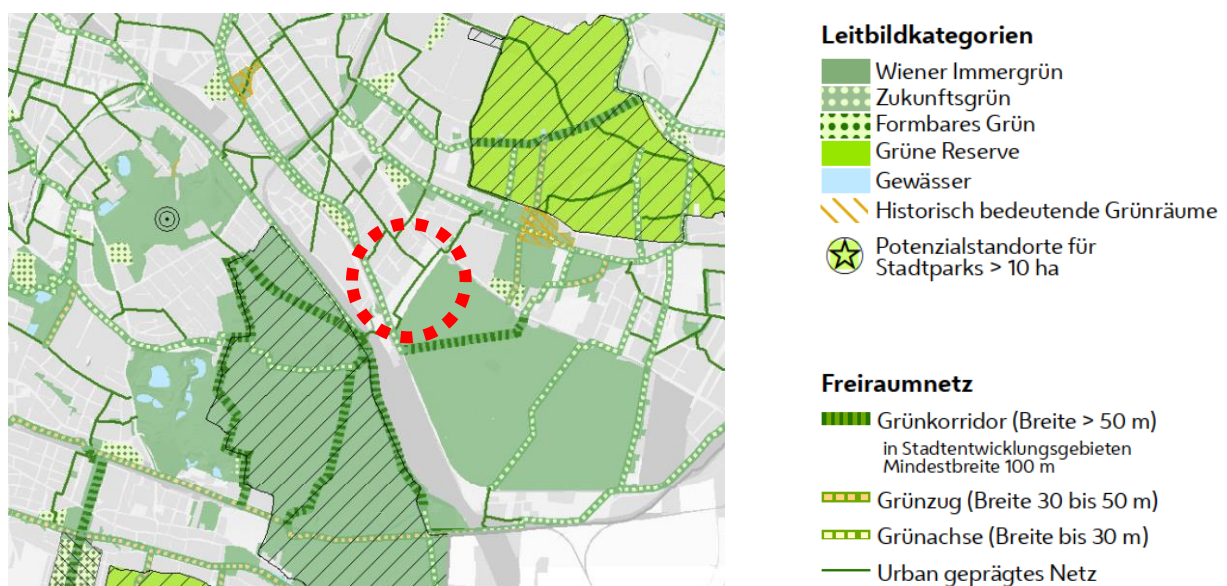 Leitbildkategorien
Wiener Immergrün
Zukunftsgrün
Formbares Grün
Grüne Reserve
Gewässer
Historisch bedeutende Grünräume
Potenzialstandorte für
Stadtparks > 10 ha
Freiraumnetz
Grünkorridor (Breite > 50 m)
in Stadtentwicklungsgebieten
Mindestbreite 100 m
Grünzug (Breite 30 bis 50 m)
Grünachse (Breite bis 30 m)
Urban geprägtes Netz